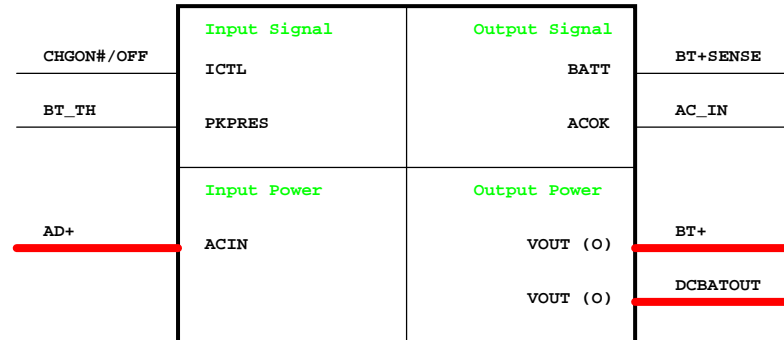 Input Signal Output Signal
CHGON#/OFF ICTL BATT BT+SENSE
BT_TH PKPRES ACOK AC_IN
Input Power Output Power
AD+ ACIN VOUT (O) BT+
VOUT (O) DCBATOUT